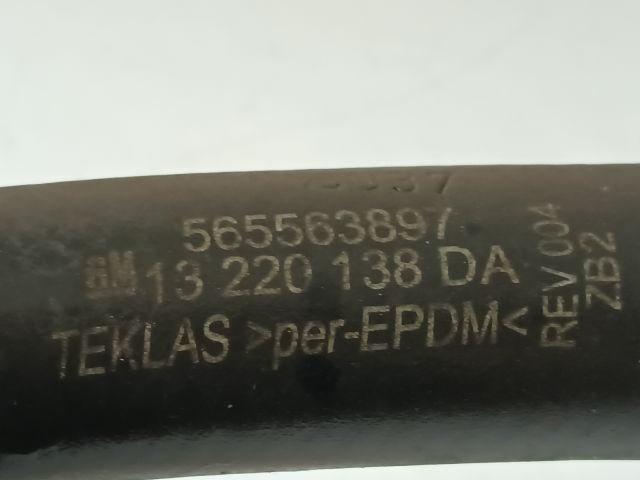 565563897
GM 13 220 138 DA
TEKLAS >per-EPDM<
REV 004
ZB2